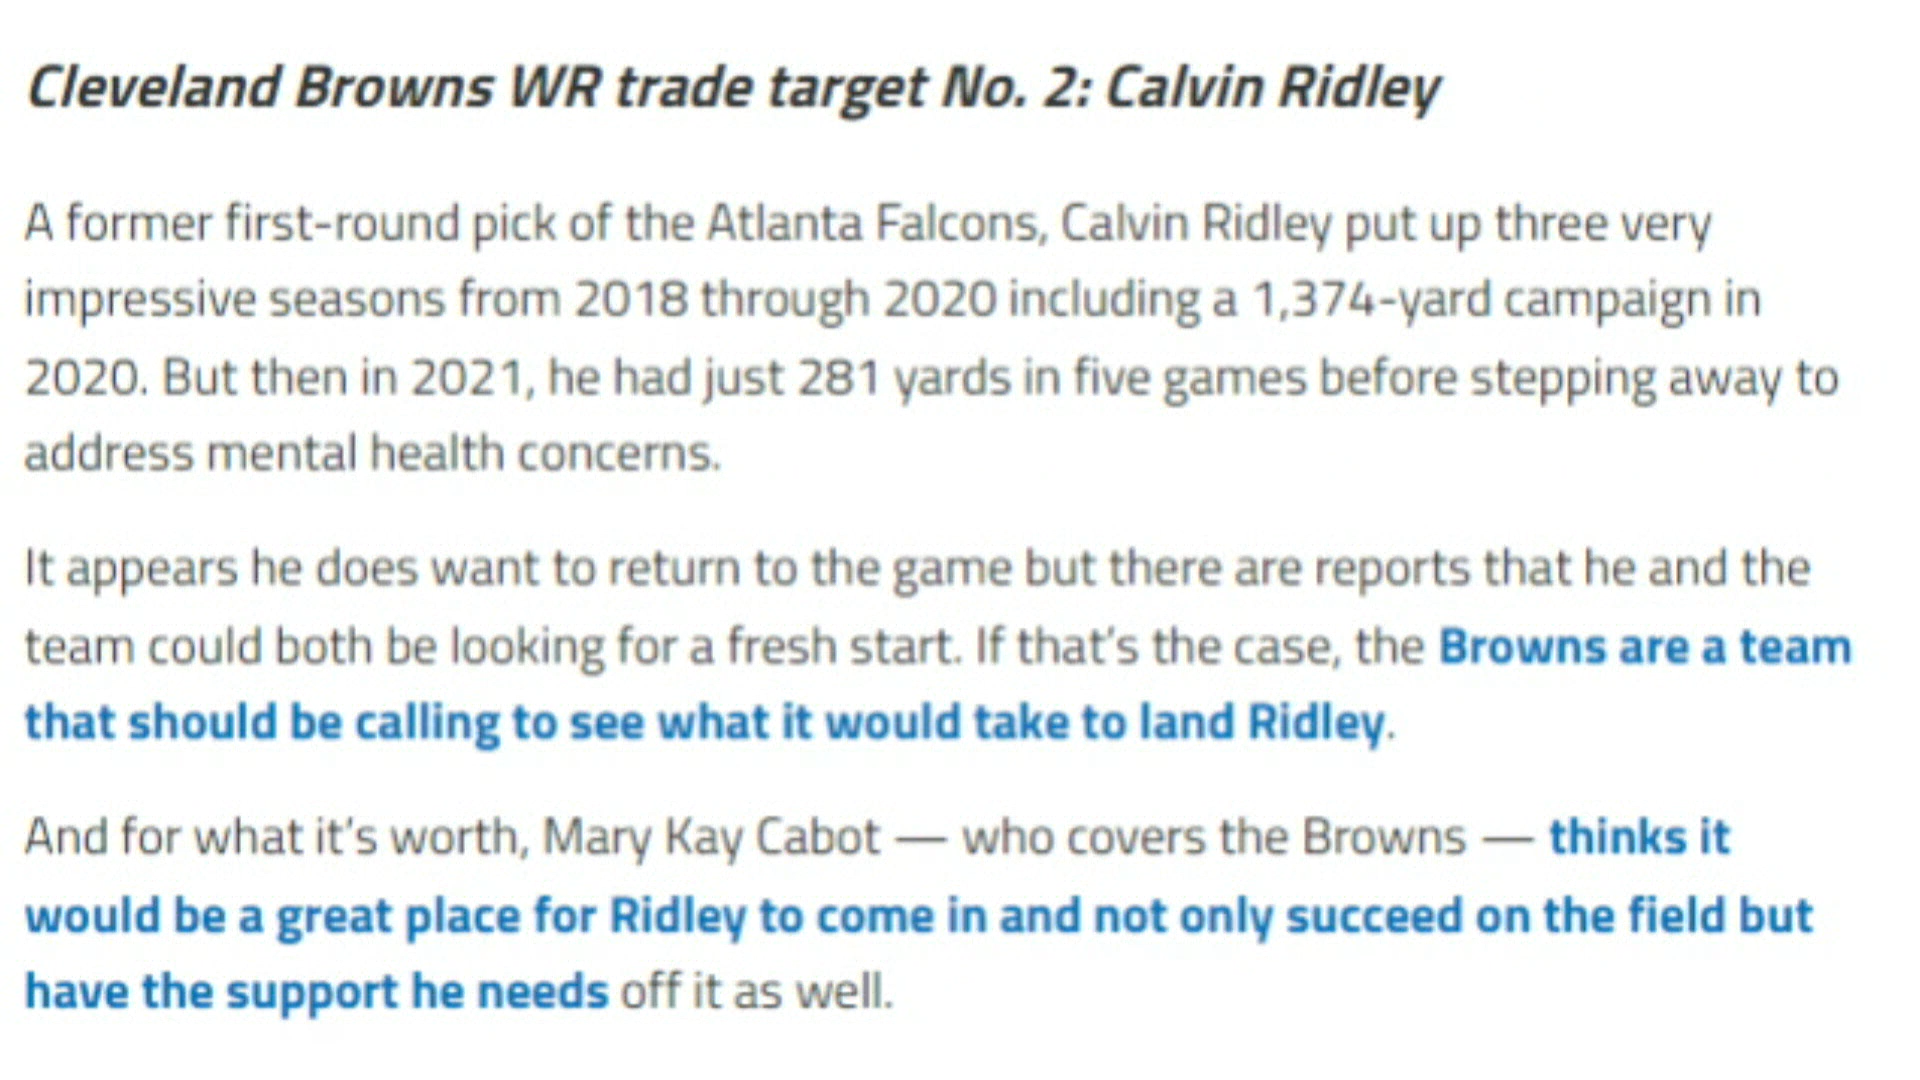 Cleveland Browns WR trade target No. 2: Calvin Ridley
A former first-round pick of the Atlanta Falcons, Calvin Ridley put up three very
impressive seasons from 2018 through 2020 including a 1,374-yard campaign in
2020. But then in 2021, he had just 281 yards in five games before stepping away to
address mental health concerns.
It appears he does want to return to the game but there are reports that he and the
team could both be looking for a fresh start. If that's the case, the Browns are a team
that should be calling to see what it would take to land Ridley.
And for what it's worth, Mary Kay Cabot — who covers the Browns — thinks it
would be a great place for Ridley to come in and not only succeed on the field but
have the support he needs off it as well.